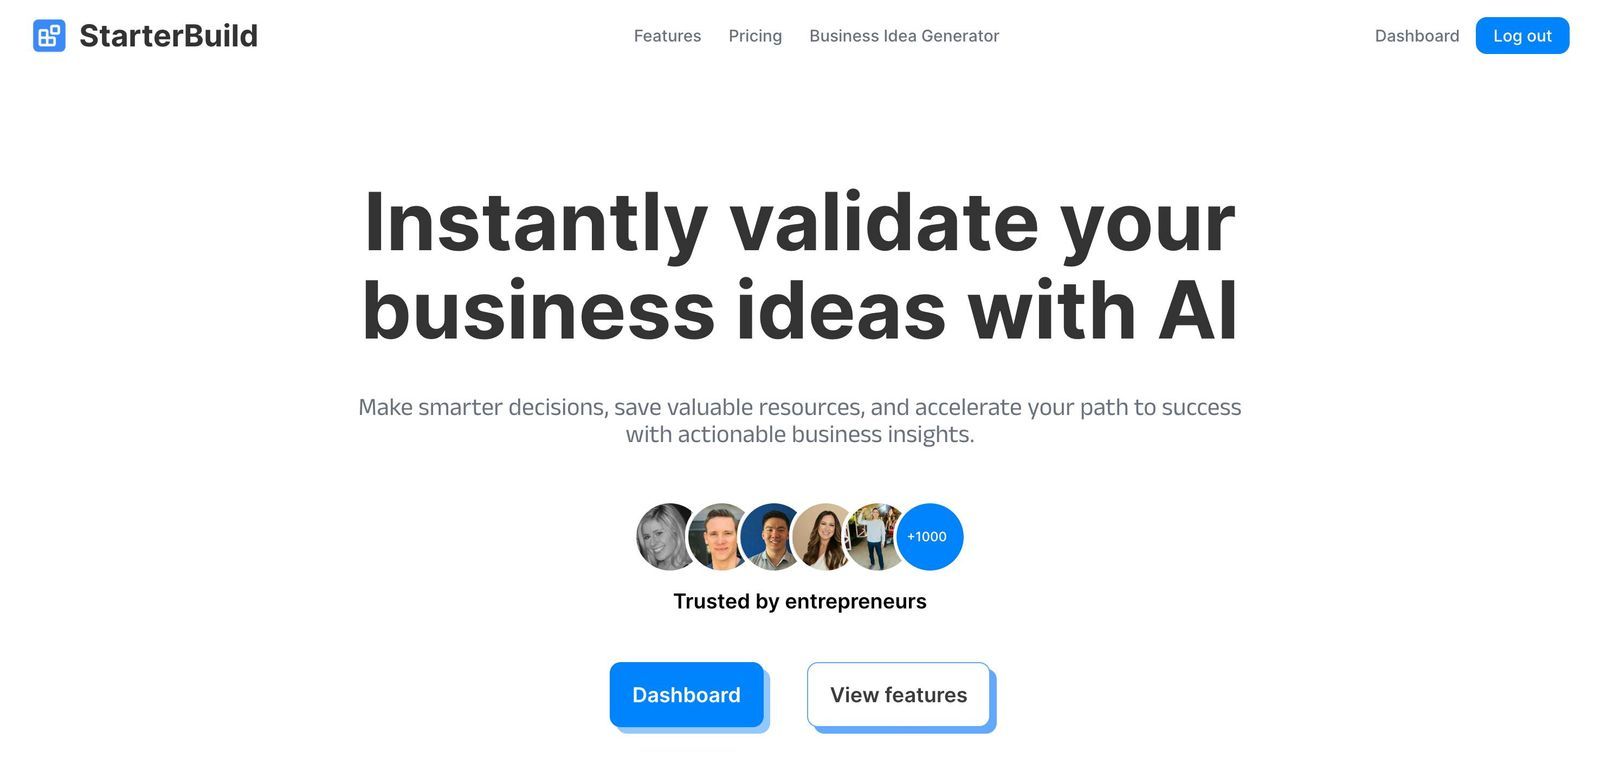 StarterBuild
Features
Pricing
Business Idea Generator
Dashboard
Log out
Instantly validate your
business ideas with AI
Make smarter decisions, save valuable resources, and accelerate your path to success
with actionable business insights.
+1000
Trusted by entrepreneurs
Dashboard
View features